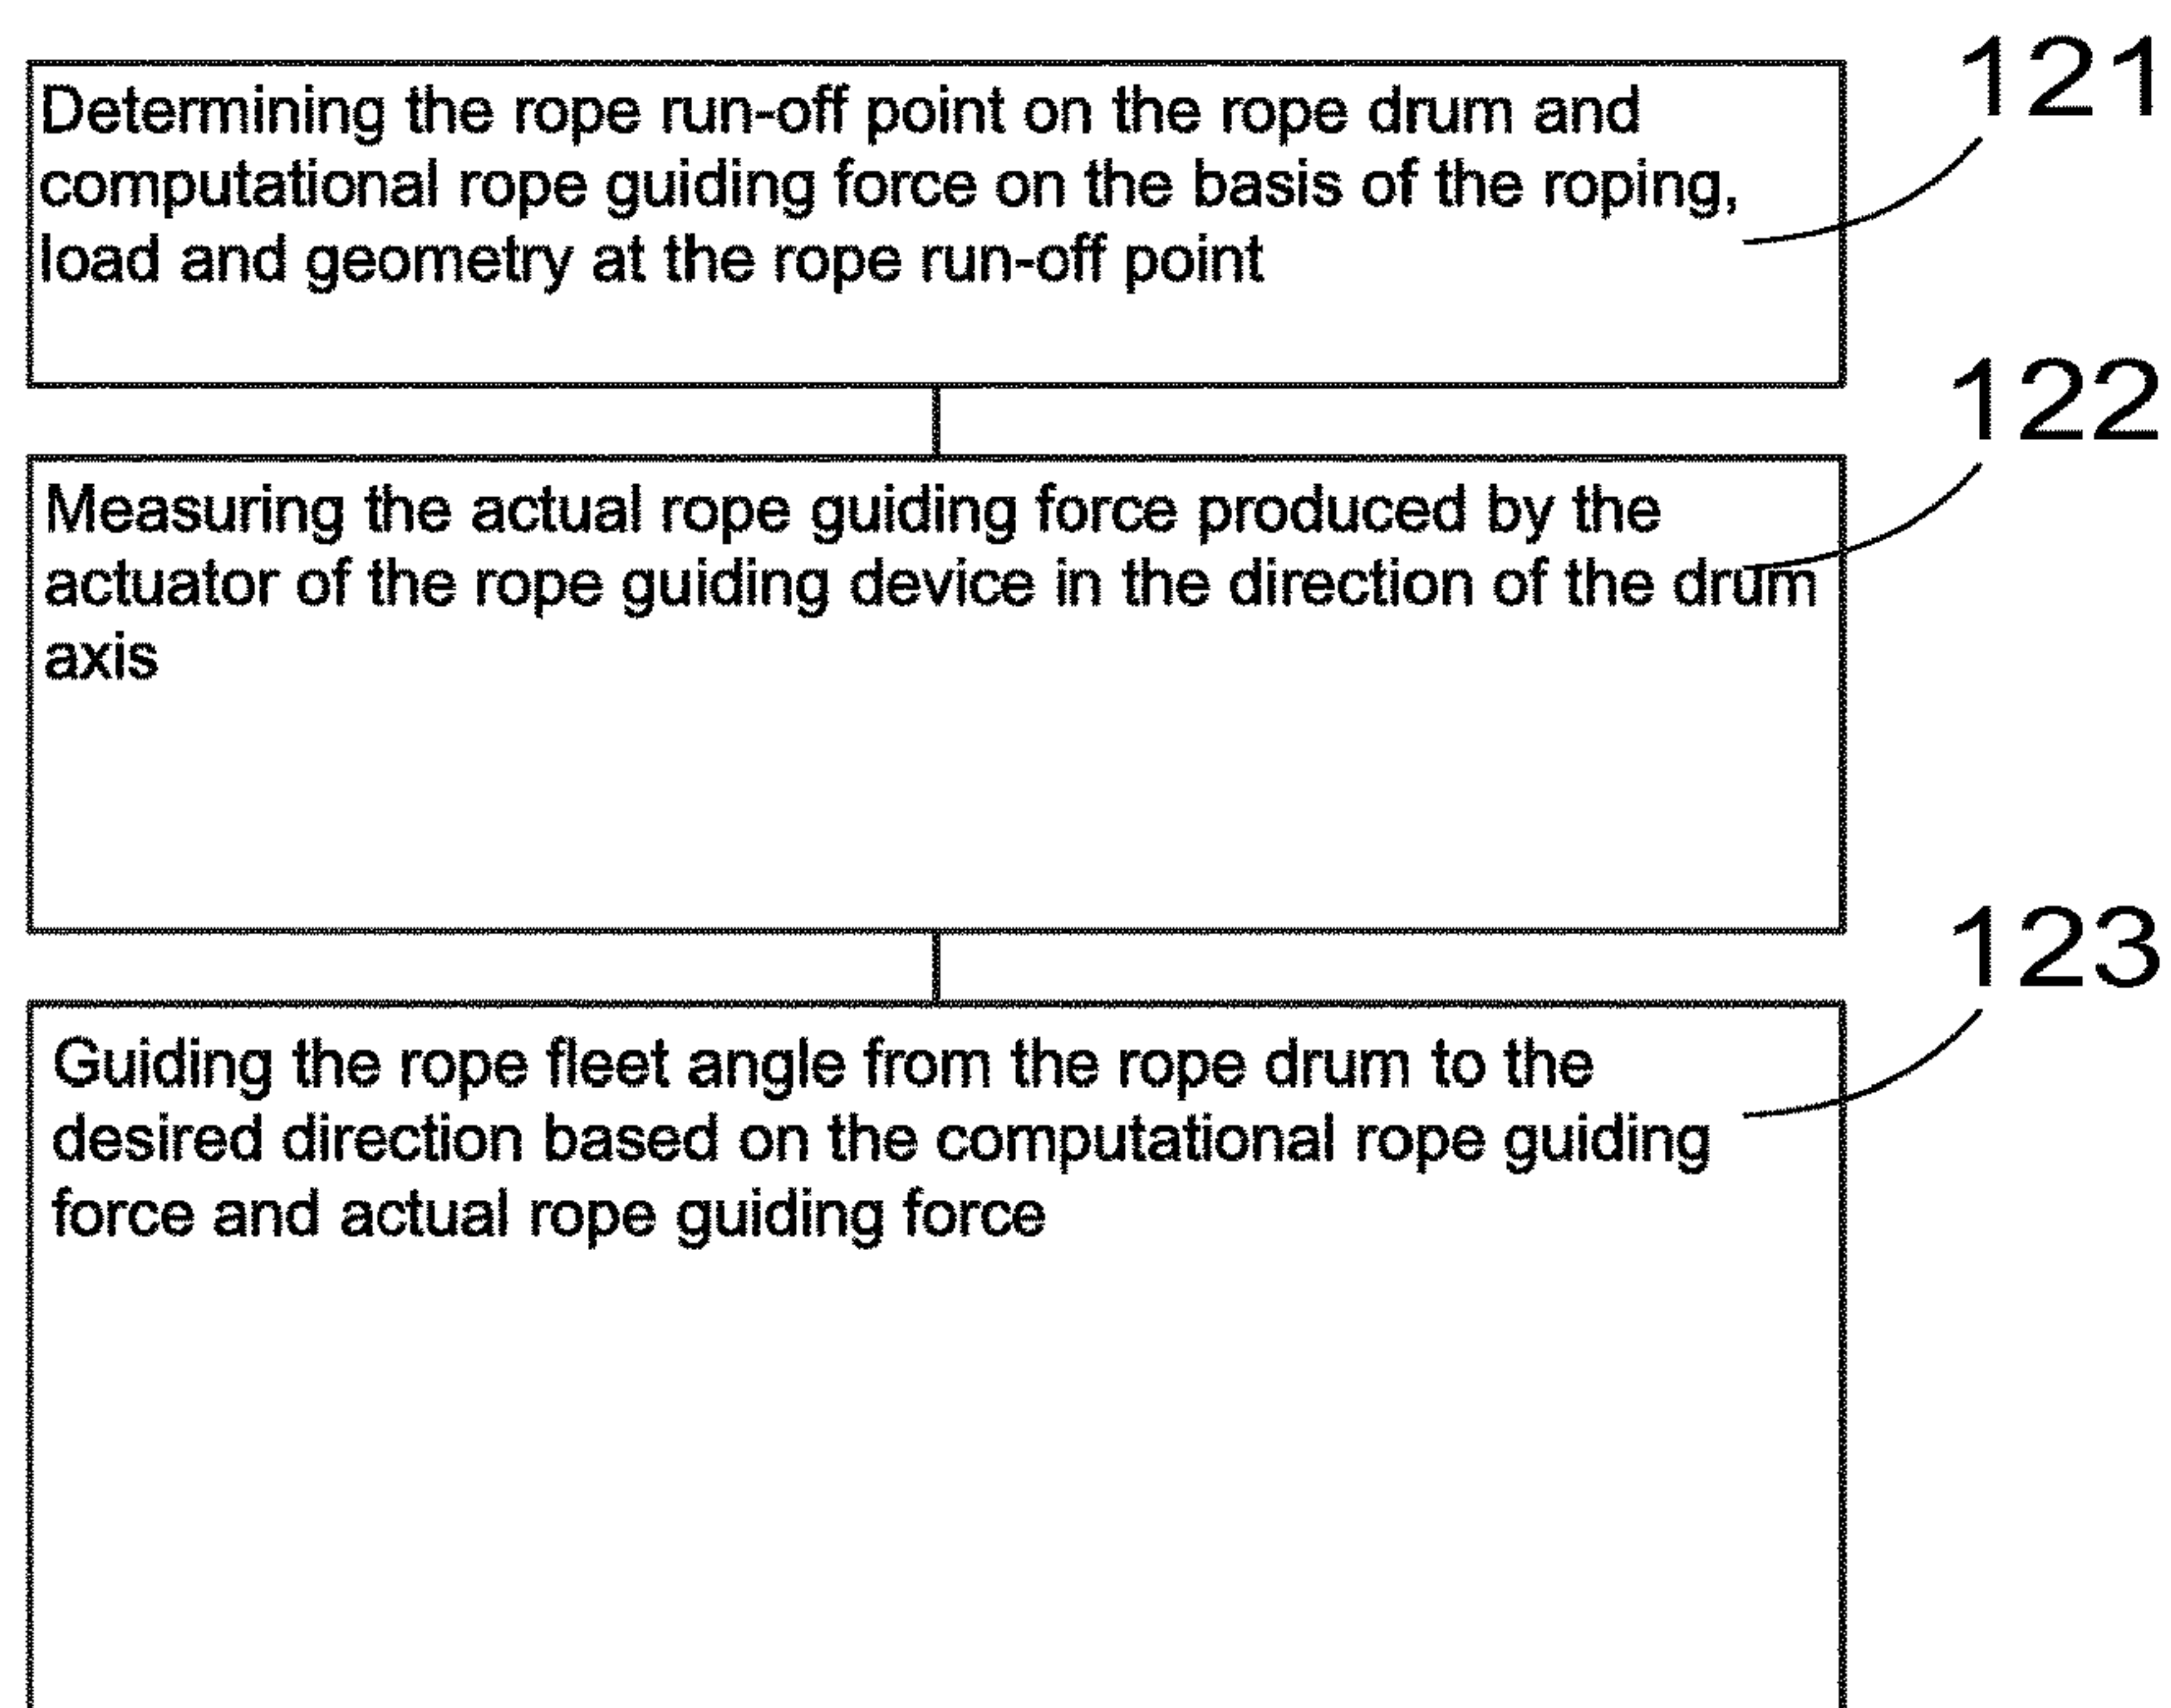 121
Determining the rope run-off point on the rope drum and
computational rope guiding force on the basis of the roping,
load and geometry at the rope run-off point
122
Measuring the actual rope guiding force produced by the
actuator of the rope guiding device in the direction of the drum
axis
123
Guiding the rope fleet angle from the rope drum to the
desired direction based on the computational rope guiding
force and actual rope guiding force